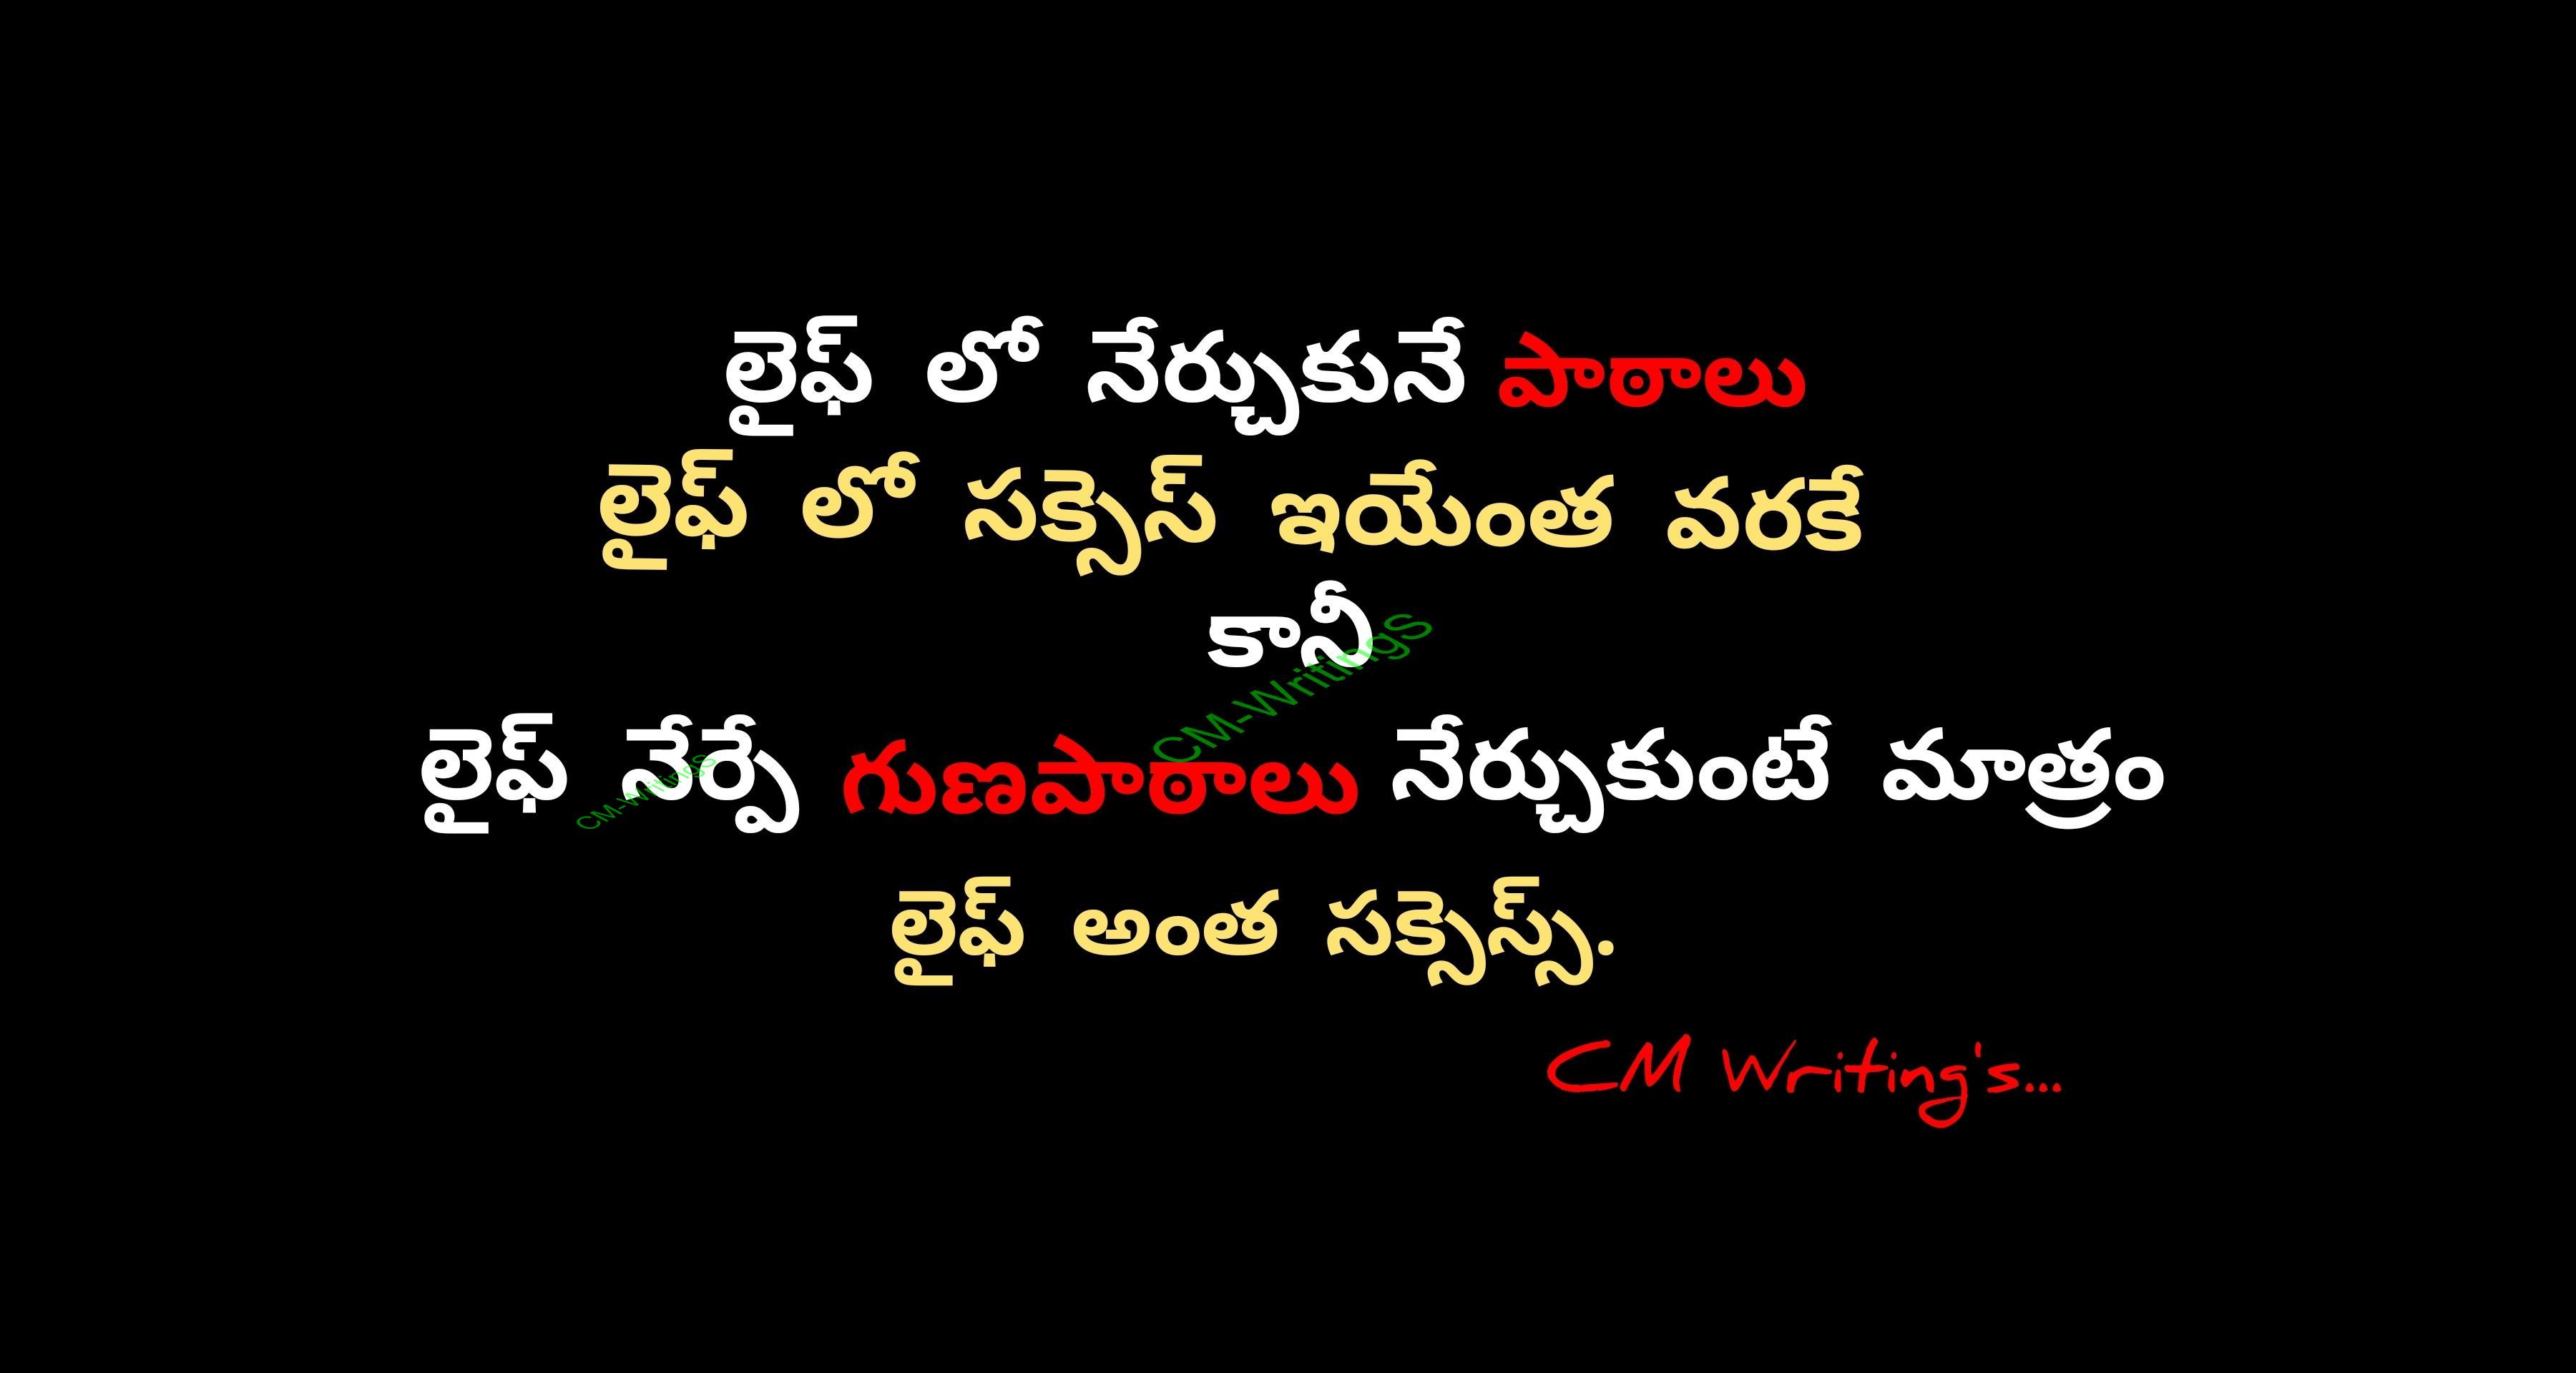 లైఫ్ లో నేర్చుకునే పాఠాలు
లైఫ్ లో సక్సెస్ ఇయేంత వరకే
కానీ
CM-Writings
లైఫ్ నేర్పే గుణపాఠాలు నేర్చుకుంటే మాత్రం
CM-Writings
లైఫ్ అంత సక్సెస్స్.
CM Writing's...